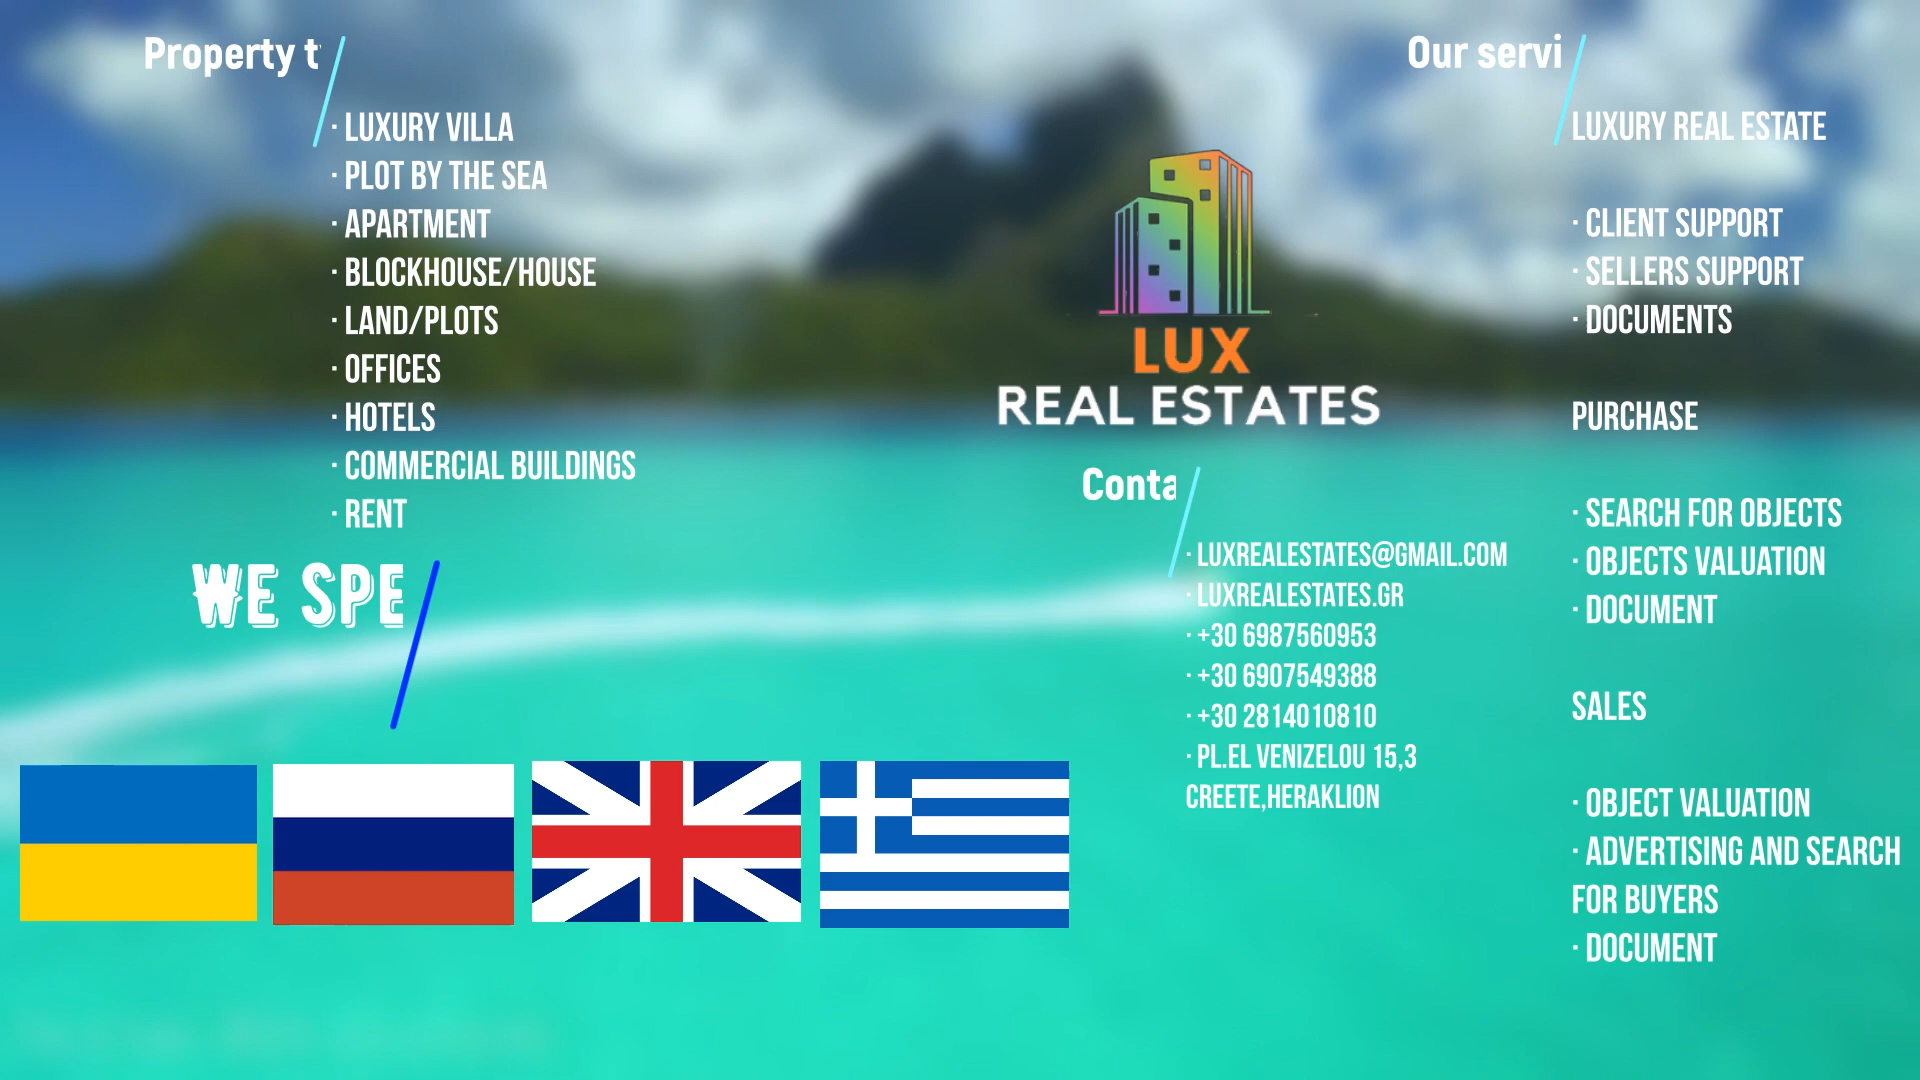 Property t
· LUXURY VILLA
· PLOT BY THE SEA
· APARTMENT
· BLOCKHOUSE/HOUSE
· LAND/PLOTS
· OFFICES
· HOTELS
· COMMERCIAL BUILDINGS
· RENT
WE SPE
LUX
REAL ESTATES
Conta
· LUXREALESTATES@GMAIL.COM
· LUXREALESTATES.GR
· +30 6987560953
· +30 6907549388
· +30 2814010810
· PL.EL VENIZELOU 15,3
CREETE,HERAKLION
Our servi
LUXURY REAL ESTATE
· CLIENT SUPPORT
· SELLERS SUPPORT
· DOCUMENTS
PURCHASE
· SEARCH FOR OBJECTS
· OBJECTS VALUATION
· DOCUMENT
SALES
· OBJECT VALUATION
· ADVERTISING AND SEARCH
FOR BUYERS
· DOCUMENT